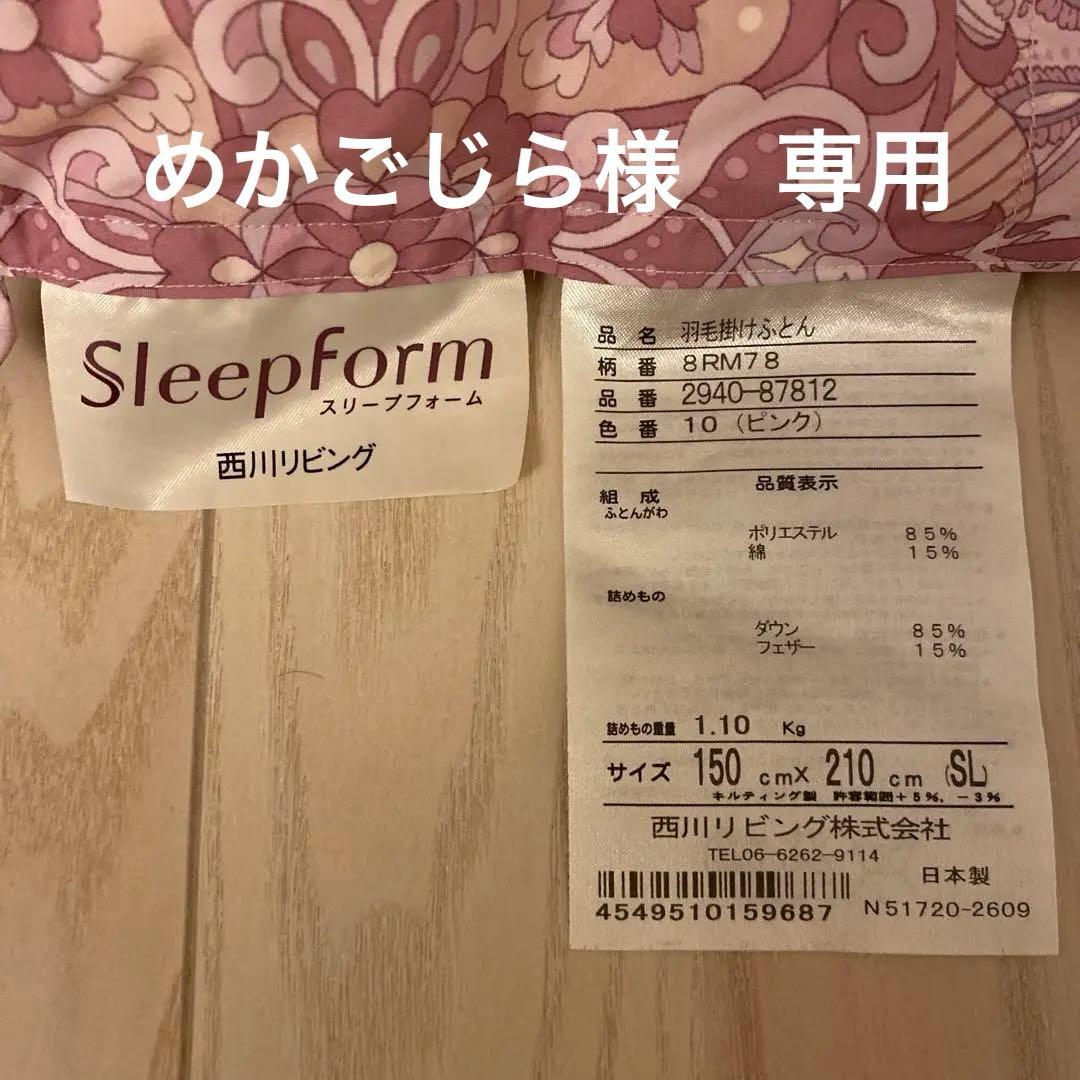 めかごじら様　専用
Sleepform
スリープフォーム
西川リビング
品 名 羽毛掛けふとん
柄 番 8RM78
品 番 2940-87812
色 番 10 (ピンク)
品質表示
組 成
ふとんがわ
ポリエステル 85%
綿 15%
詰めもの
ダウン 85%
フェザー 15%
詰めもの重量 1.10 Kg
サイズ 150 cm× 210 cm (SL)
キルティング製 許容範囲+5%, -3%
西川リビング株式会社
TEL06-6262-9114
日本製
4549510159687 N51720-2609